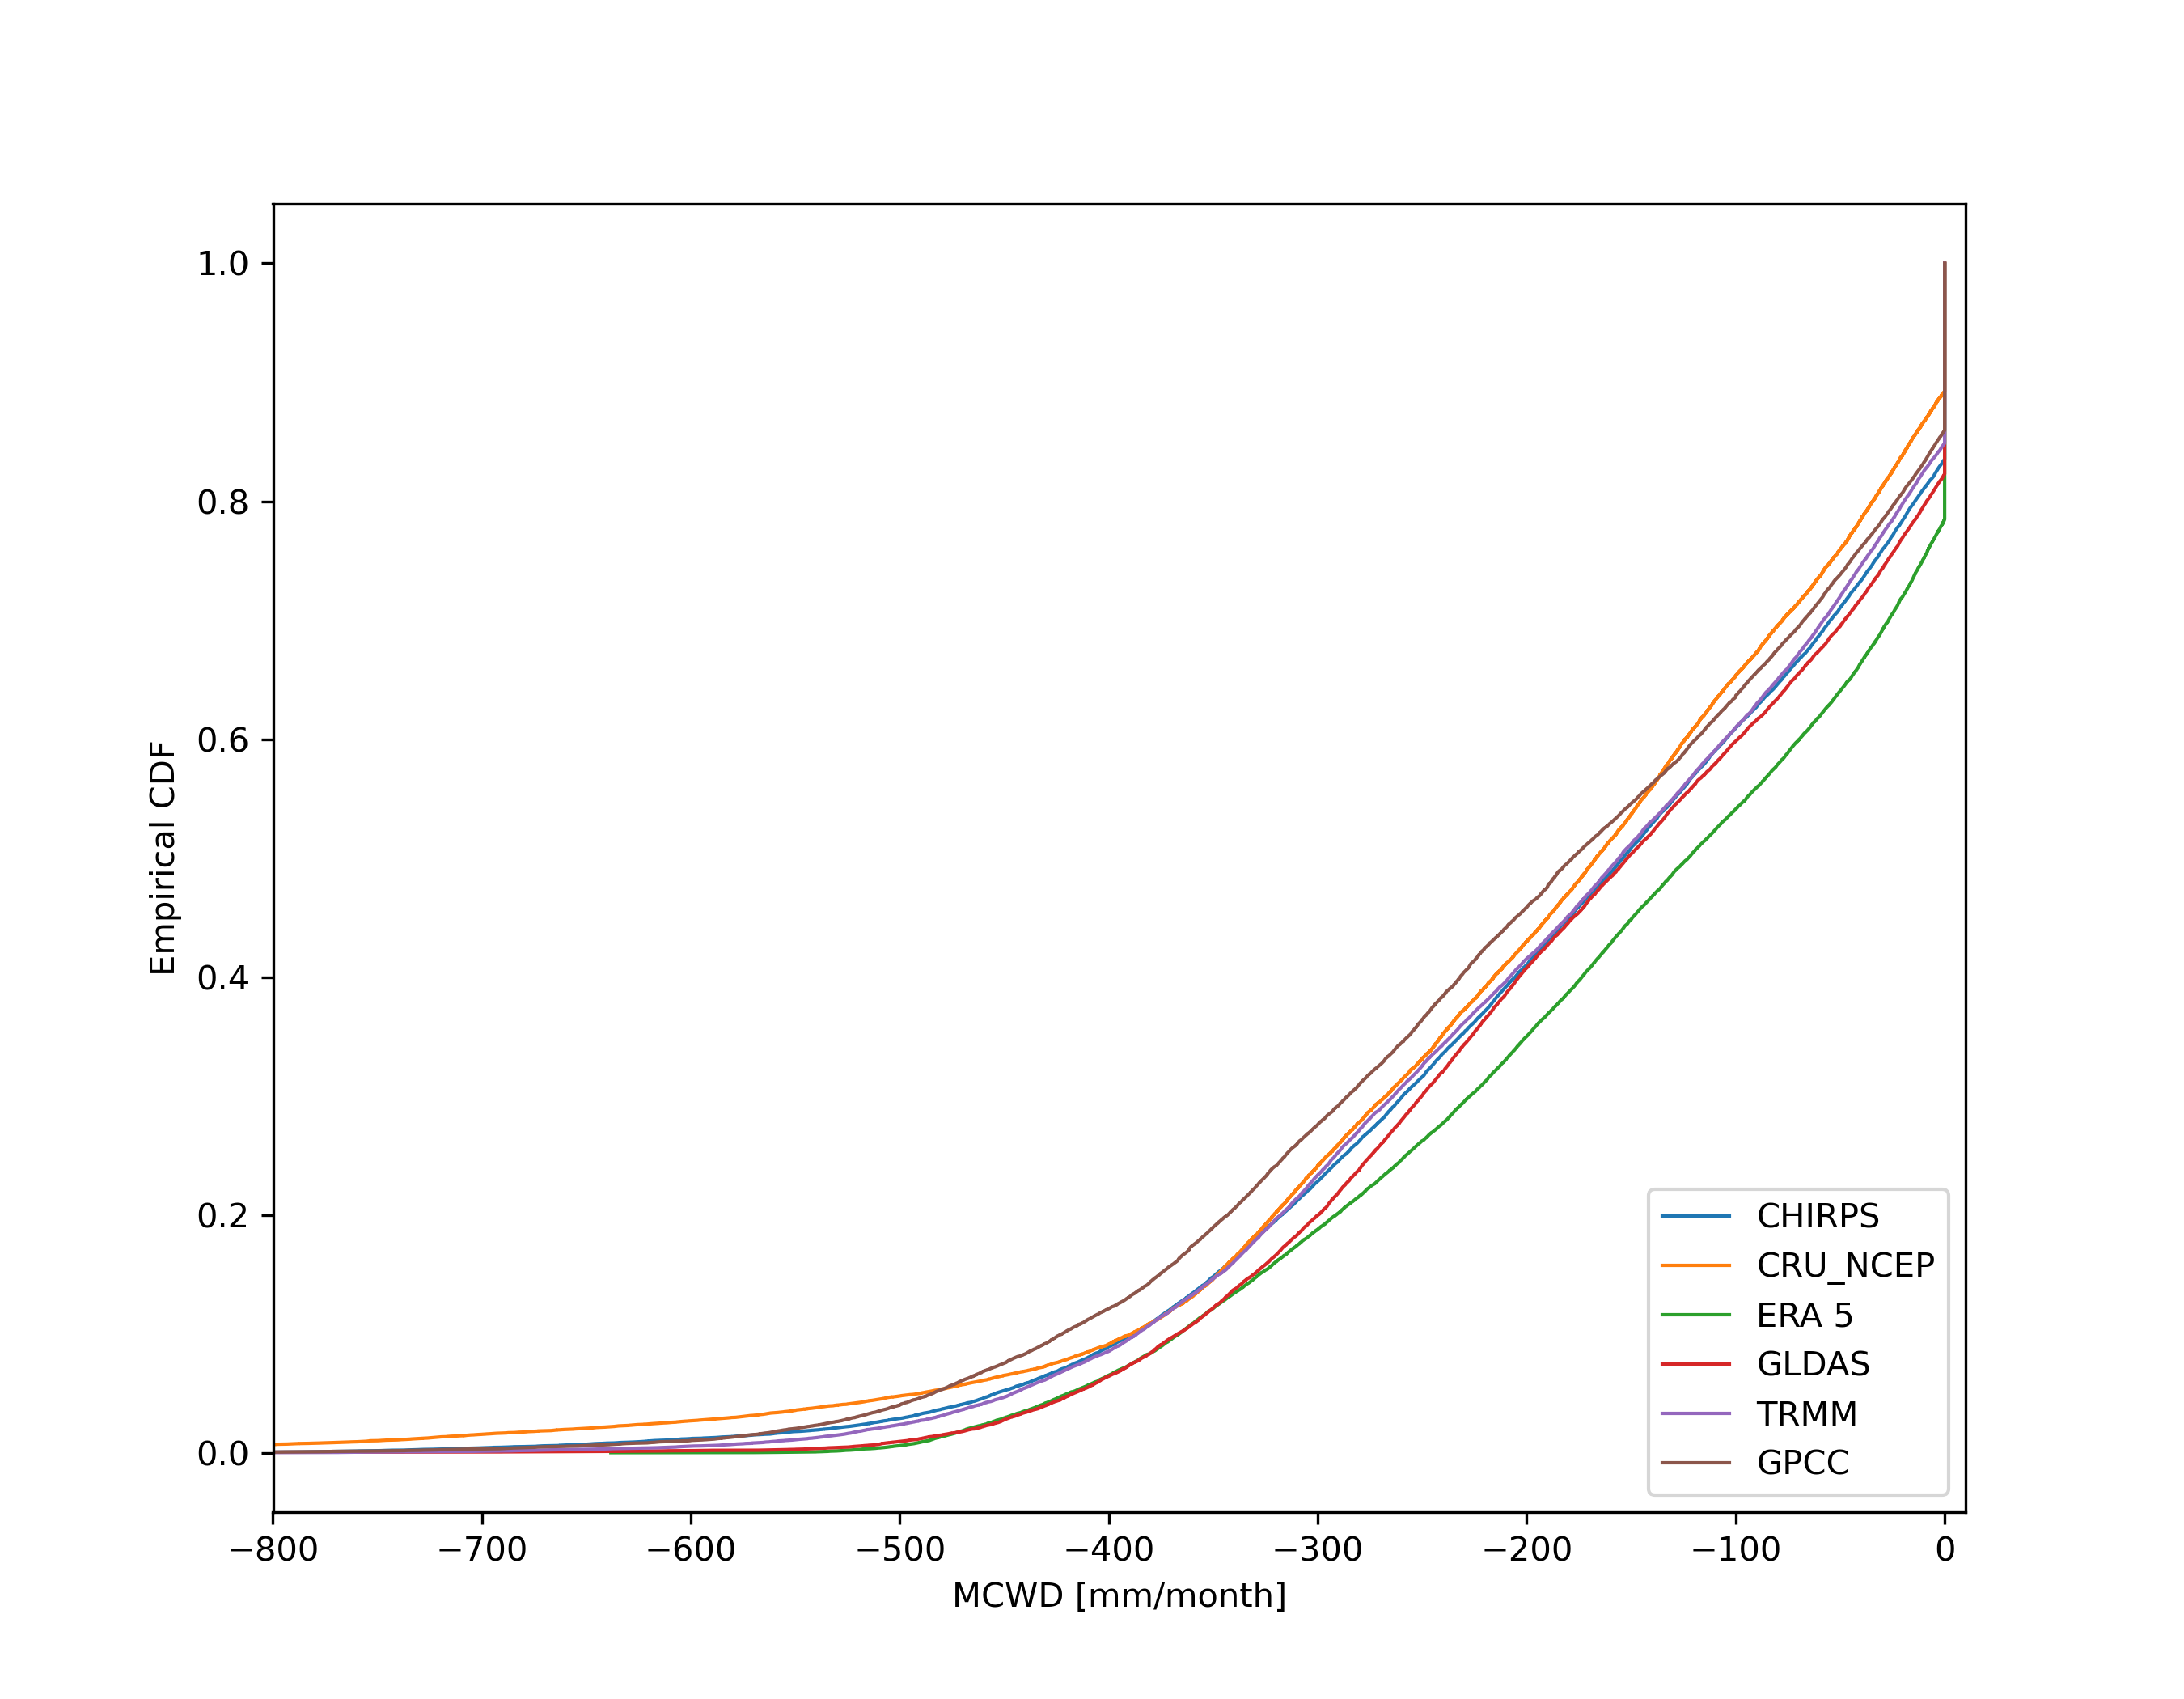 1.0
0.8
0.6
0.4
0.2
0.0
Empirical CDF
−800 −700 −600 −500 −400 −300 −200 −100 0
MCWD [mm/month]
CHIRPS
CRU_NCEP
ERA 5
GLDAS
TRMM
GPCC